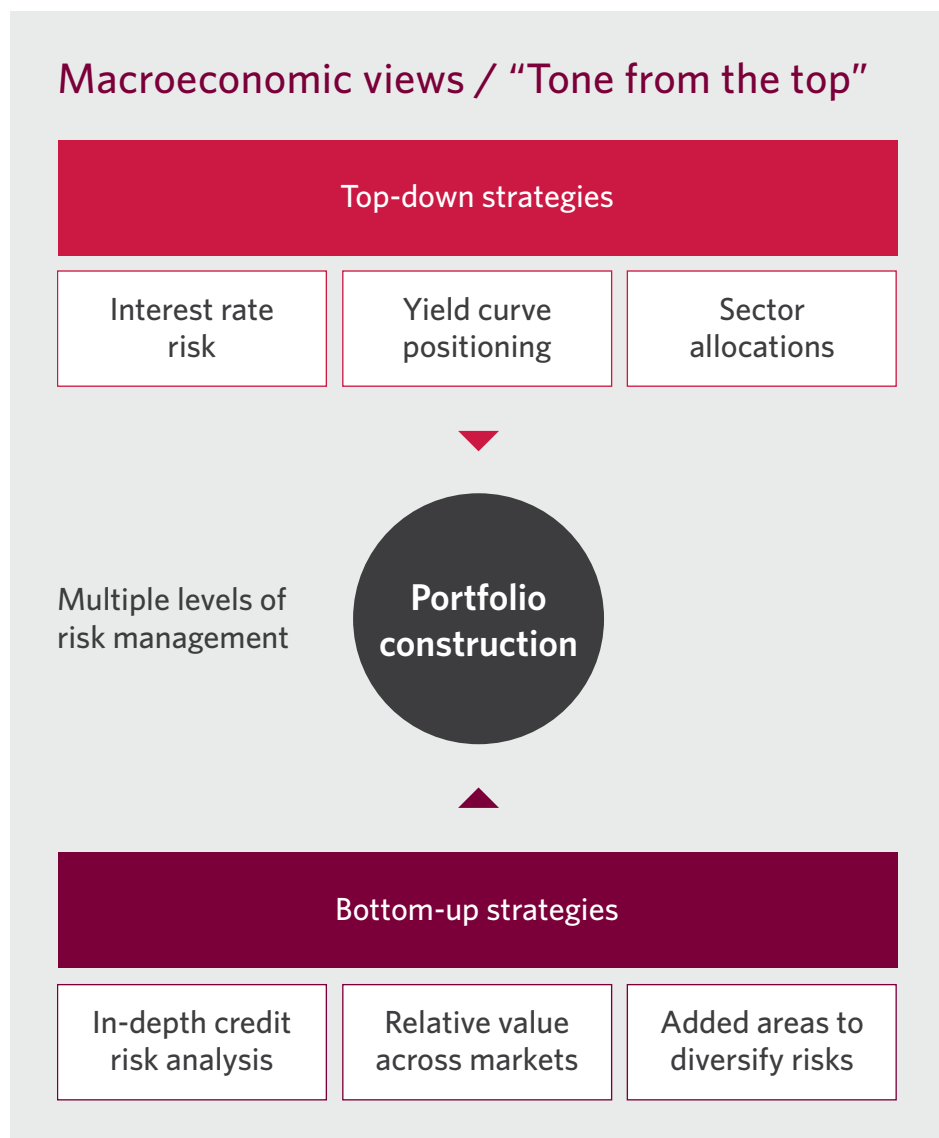 Macroeconomic views / “Tone from the top”
Top-down strategies
Interest rate
risk
Yield curve
positioning
Sector
allocations
Multiple levels of
risk management
Portfolio
construction
Bottom-up strategies
In-depth credit
risk analysis
Relative value
across markets
Added areas to
diversify risks